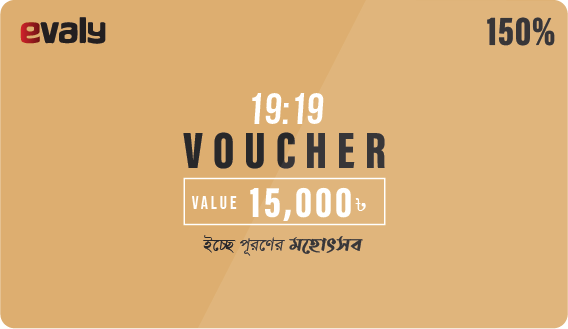 evaly
150%
19:19
VOUCHER
VALUE 15,000৳
ইচ্ছে পূরণের মহোৎসব